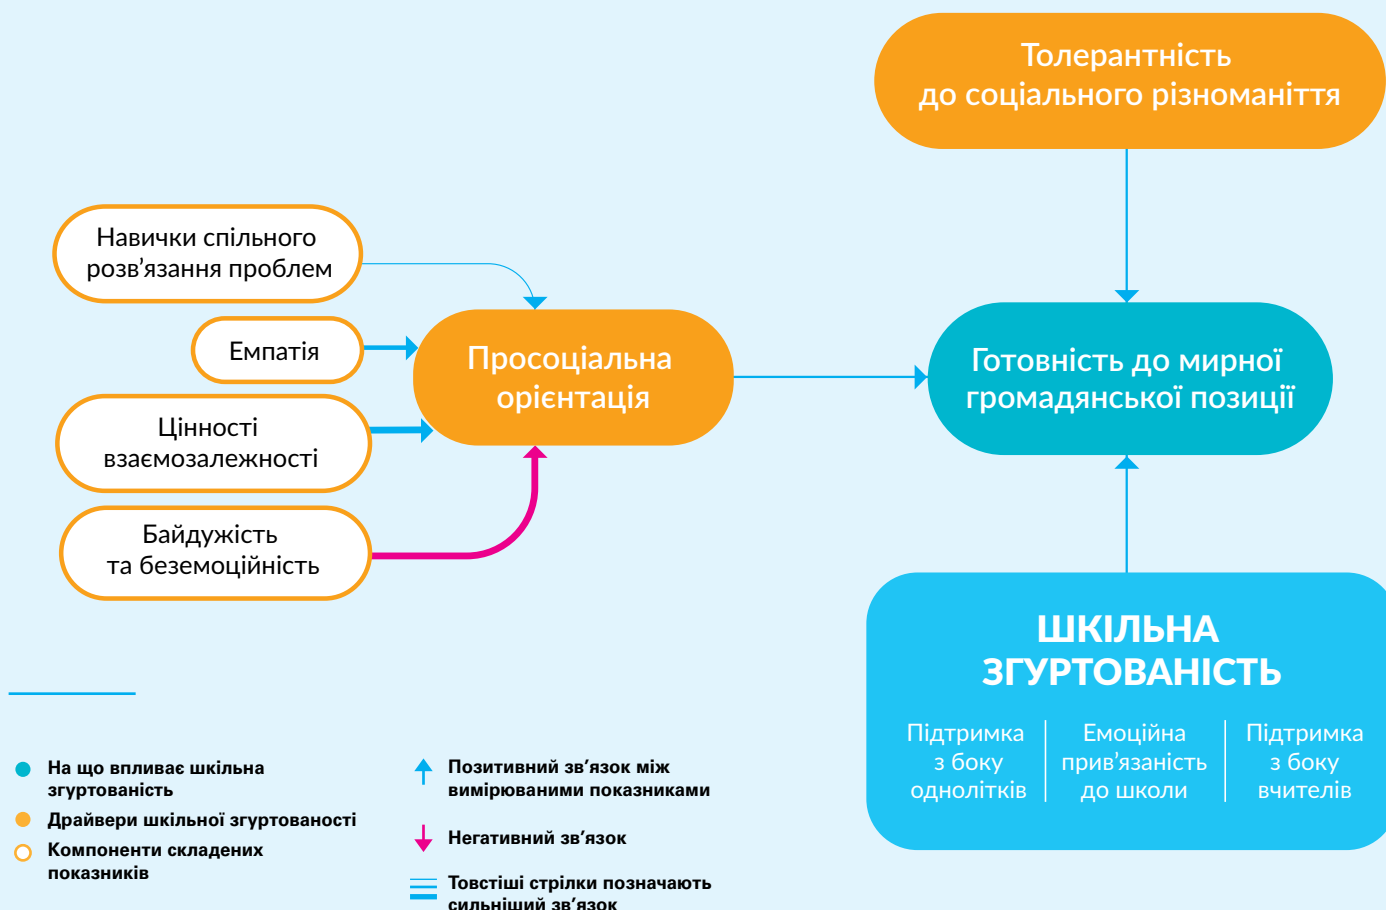 Толерантність
до соціального різноманіття
Навички спільного
розв’язання проблем
Емпатія
Цінності
взаємозалежності
Байдужість
та беземоційність
Просоціальна
орієнтація
Готовність до мирної
громадянської позиції
ШКІЛЬНА
ЗГУРТОВАНІСТЬ
Підтримка
з боку
однолітків
Емоційна
прив’язаність
до школи
Підтримка
з боку
вчителів
На що впливає шкільна
згуртованість
Драйвери шкільної згуртованості
Компоненти складених
показників
Позитивний зв’язок між
вимірюваними показниками
Негативний зв’язок
Товстіші стрілки позначають
сильніший зв’язок